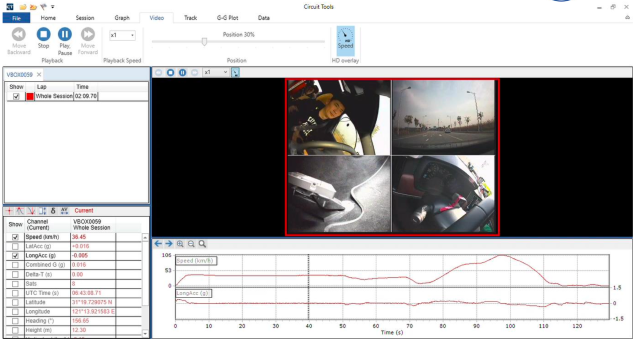 Circuit Tools
File Home Session Graph Video Track G-G Plot Data
Move Backward Stop Play Pause Move Forward
x1
Position 30%
Speed
Playback Playback Speed Position HD overlay
VBOX0059
x1
Show Lap Time
Whole Session 02:09.70
Current
Show Channel (Current) VBOX0059 Whole Session
Speed (km/h) 38.45
LatAcc (g) +0.016
LongAcc (g) -0.005
Combined G (g) 0.016
Delta-T (s) 0.00
Sats 8
UTC Time (s) 06:43:08.71
Latitude 31°19.729875 N
Longitude 121°13.921583 E
Heading (°) 156.65
Height (m) 12.30
Speed (km/h)
106
53
0
LongAcc (g)
1.5
0
-1.5
0 10 20 30 40 50 60 70 80 90 100 110 120
Time (s)